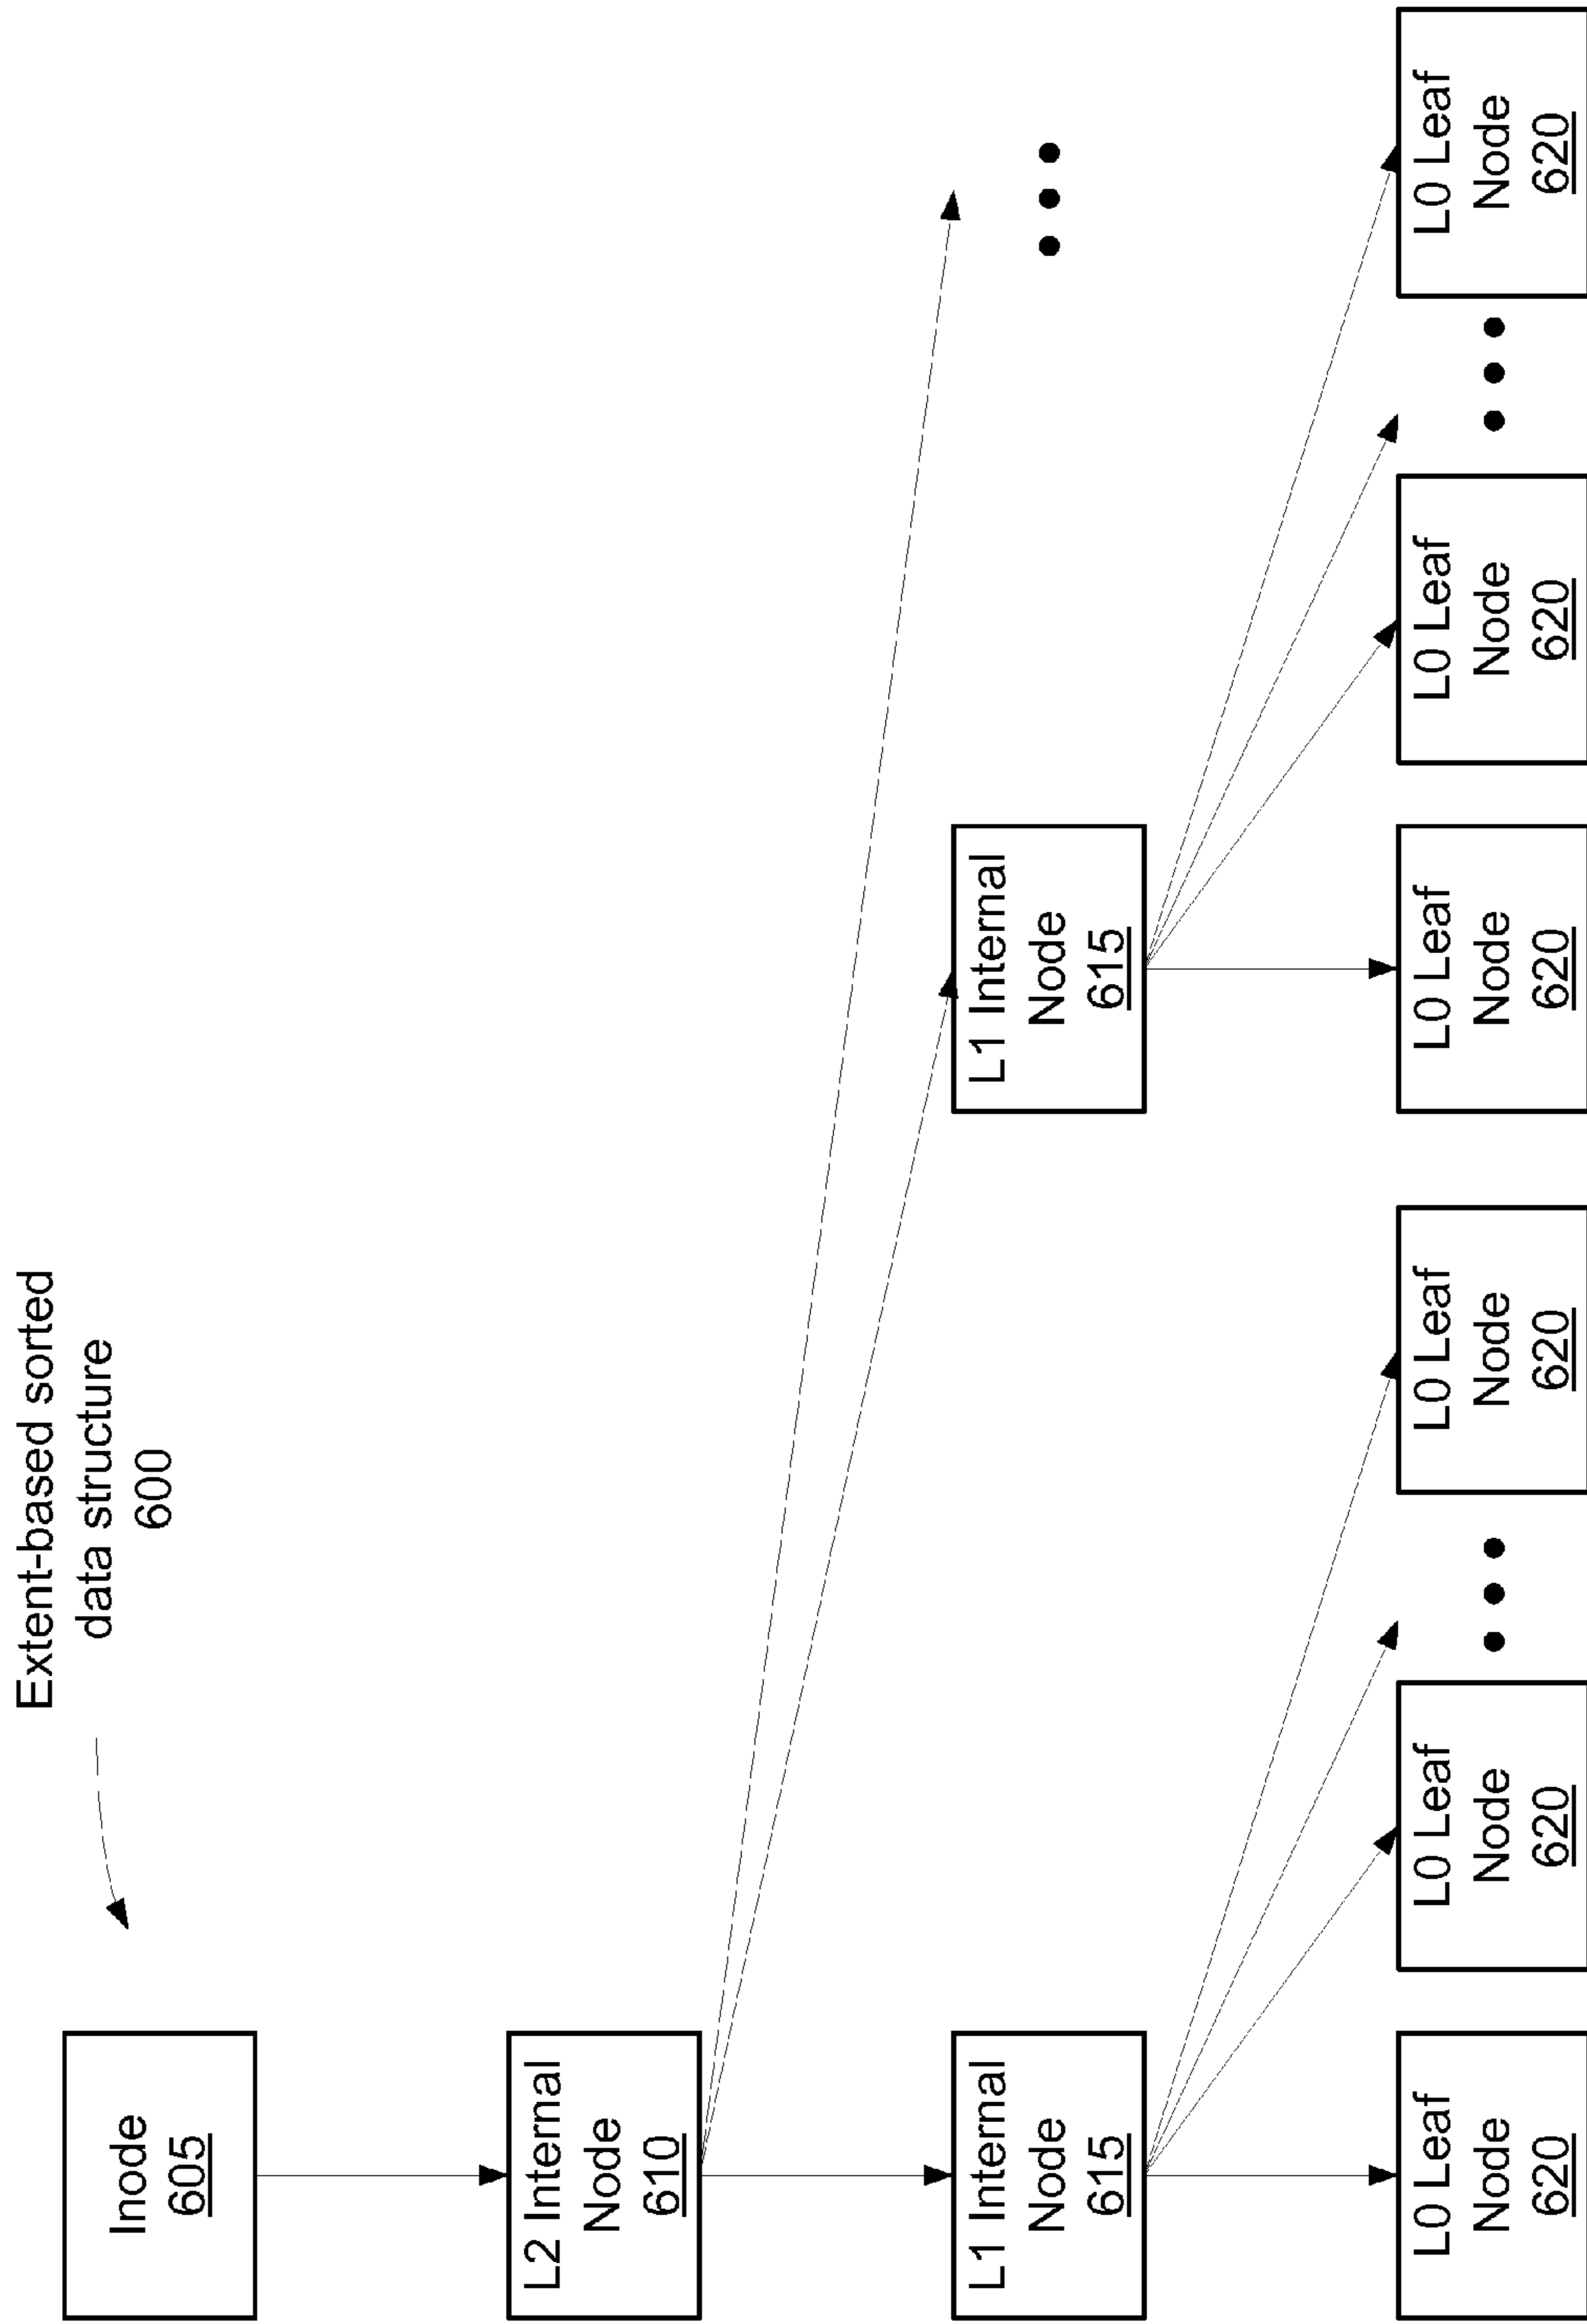 Extent-based sorted
data structure
600
Inode
605
L2 Internal
Node
610
L1 Internal
Node
615
L1 Internal
Node
615
L0 Leaf
Node
620
L0 Leaf
Node
620
L0 Leaf
Node
620
L0 Leaf
Node
620
L0 Leaf
Node
620
L0 Leaf
Node
620